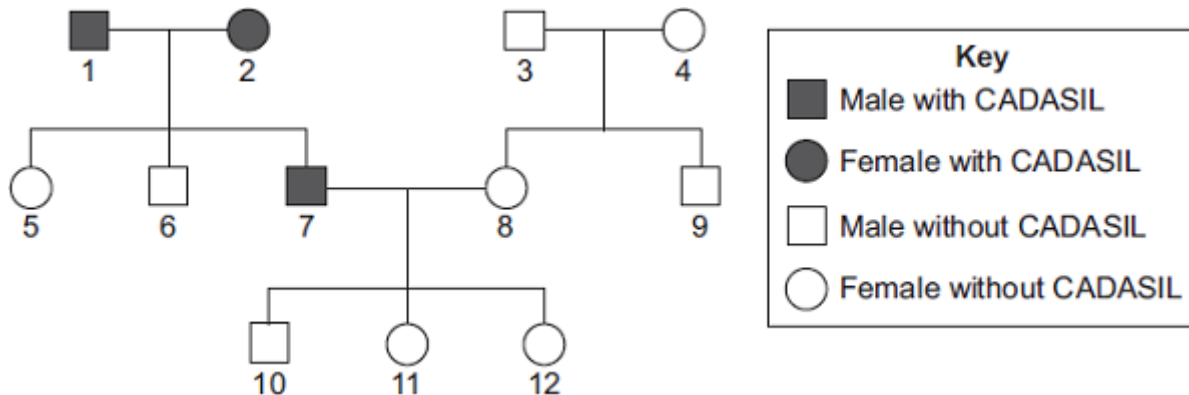 1 2 3 4
5 6 7 8 9
10 11 12
Key
Male with CADASIL
Female with CADASIL
Male without CADASIL
Female without CADASIL